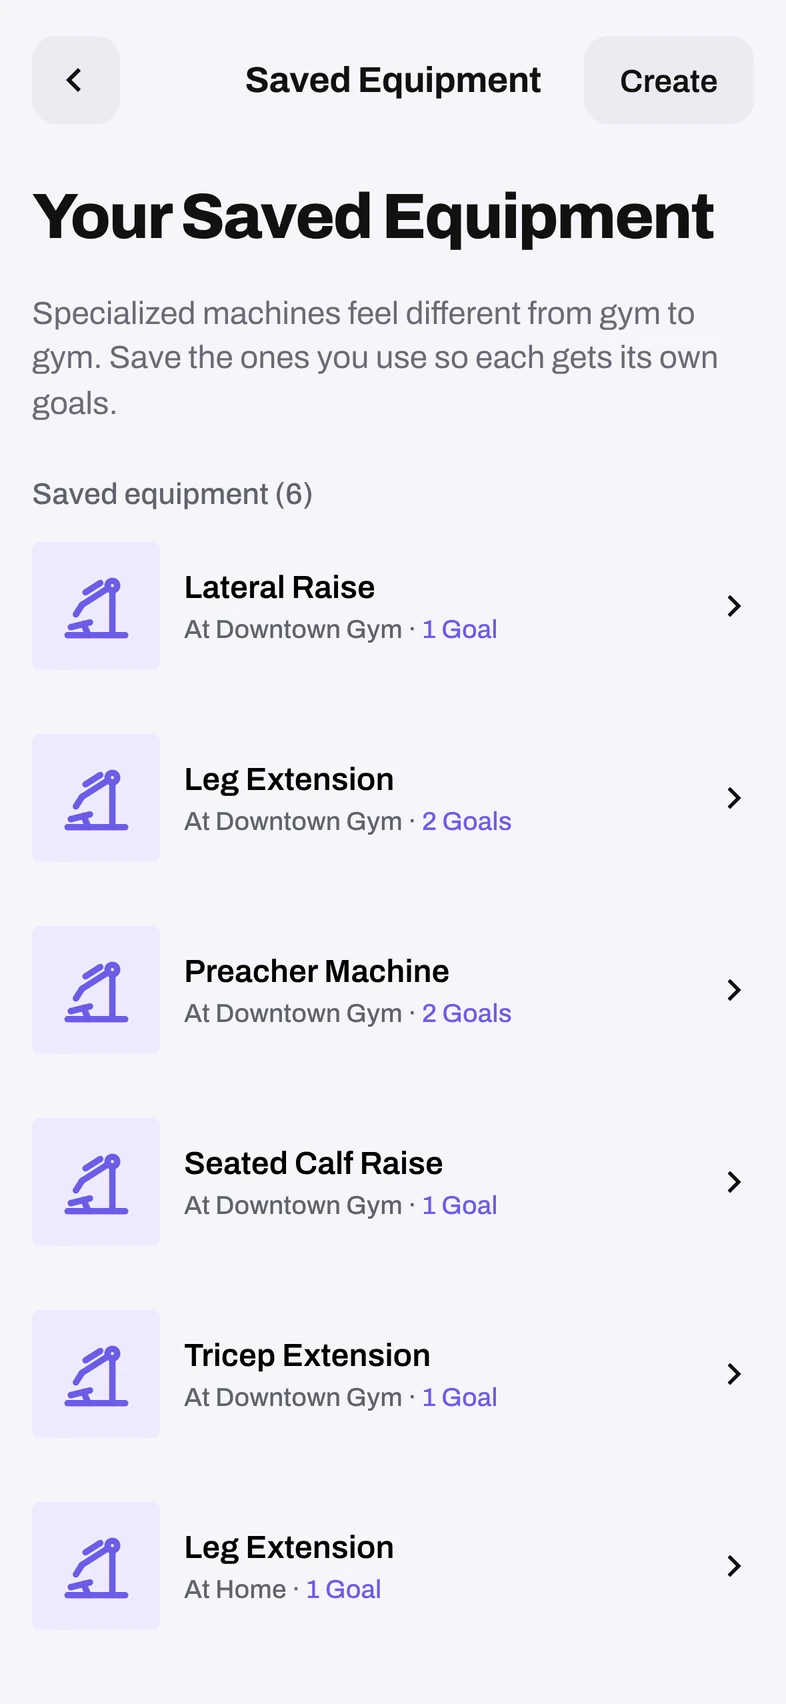 Saved Equipment
Create
Your Saved Equipment
Specialized machines feel different from gym to
gym. Save the ones you use so each gets its own
goals.
Saved equipment (6)
Lateral Raise
At Downtown Gym · 1 Goal
Leg Extension
At Downtown Gym · 2 Goals
Preacher Machine
At Downtown Gym · 2 Goals
Seated Calf Raise
At Downtown Gym · 1 Goal
Tricep Extension
At Downtown Gym · 1 Goal
Leg Extension
At Home · 1 Goal